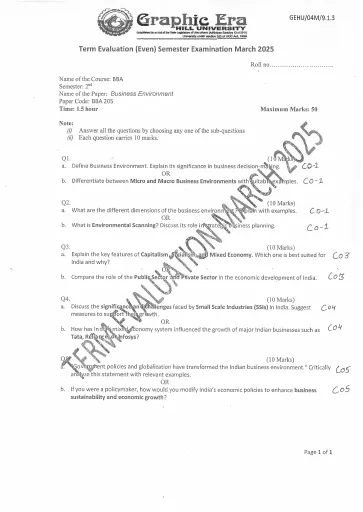 GEHU/04M/9.1.3
Graphic Era
HILL UNIVERSITY
Term Evaluation (Even) Semester Examination March 2025
Roll no..............................
Name of the Course: BBA
Semester: 2nd
Name of the Paper: Business Environment
Paper Code: BBA 205
Time: 1.5 hour Maximum Marks: 50
Note:
(i) Answer all the questions by choosing any one of the sub-questions
(ii) Each question carries 10 marks.
Q1. (10 Marks)
a. Define Business Environment. Explain its significance in business decision-making. CO-1
OR
b. Differentiate between Micro and Macro Business Environments with suitable examples. CO-1
Q2. (10 Marks)
a. What are the different dimensions of the business environment? Explain with examples. CO-1
OR
b. What is Environmental Scanning? Discuss its role in strategic business planning. CO-1
Q3. (10 Marks)
a. Explain the key features of Capitalism, Socialism, and Mixed Economy. Which one is best suited for CO3
India and why?
OR
b. Compare the role of the Public Sector and Private Sector in the economic development of India. CO3
Q4. (10 Marks)
a. Discuss the significance and challenges faced by Small Scale Industries (SSIs) in India. Suggest CO4
measures to support their growth.
OR
b. How has India's mixed economy system influenced the growth of major Indian businesses such as CO4
Tata, Reliance, or Infosys?
Q5. (10 Marks)
a. "Government policies and globalization have transformed the Indian business environment." Critically CO5
analyze this statement with relevant examples.
OR
b. If you were a policymaker, how would you modify India's economic policies to enhance business CO5
sustainability and economic growth?
TERM EVALUATION MARCH 2025
Page 1 of 1